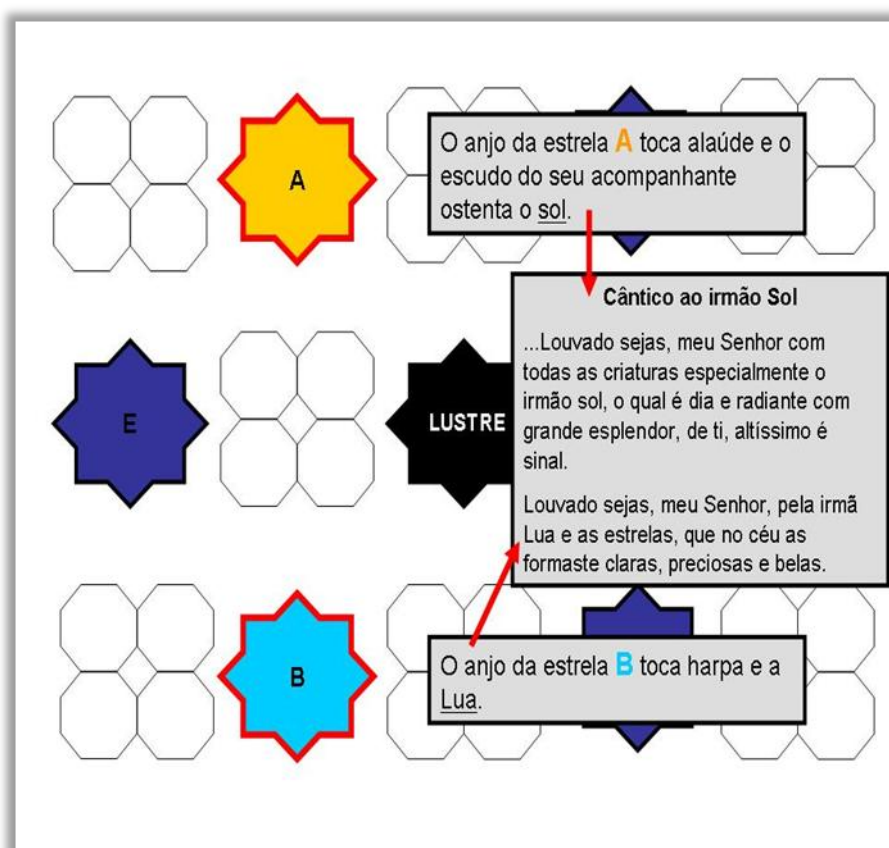 A
O anjo da estrela A toca alaúde e o
escudo do seu acompanhante
ostenta o sol.
Cântico ao irmão Sol
...Louvado sejas, meu Senhor com
todas as criaturas especialmente o
irmão sol, o qual é dia e radiante com
grande esplendor, de ti, altíssimo é
sinal.
Louvado sejas, meu Senhor, pela irmã
Lua e as estrelas, que no céu as
formaste claras, preciosas e belas.
E
LUSTRE
B
O anjo da estrela B toca harpa e a
Lua.